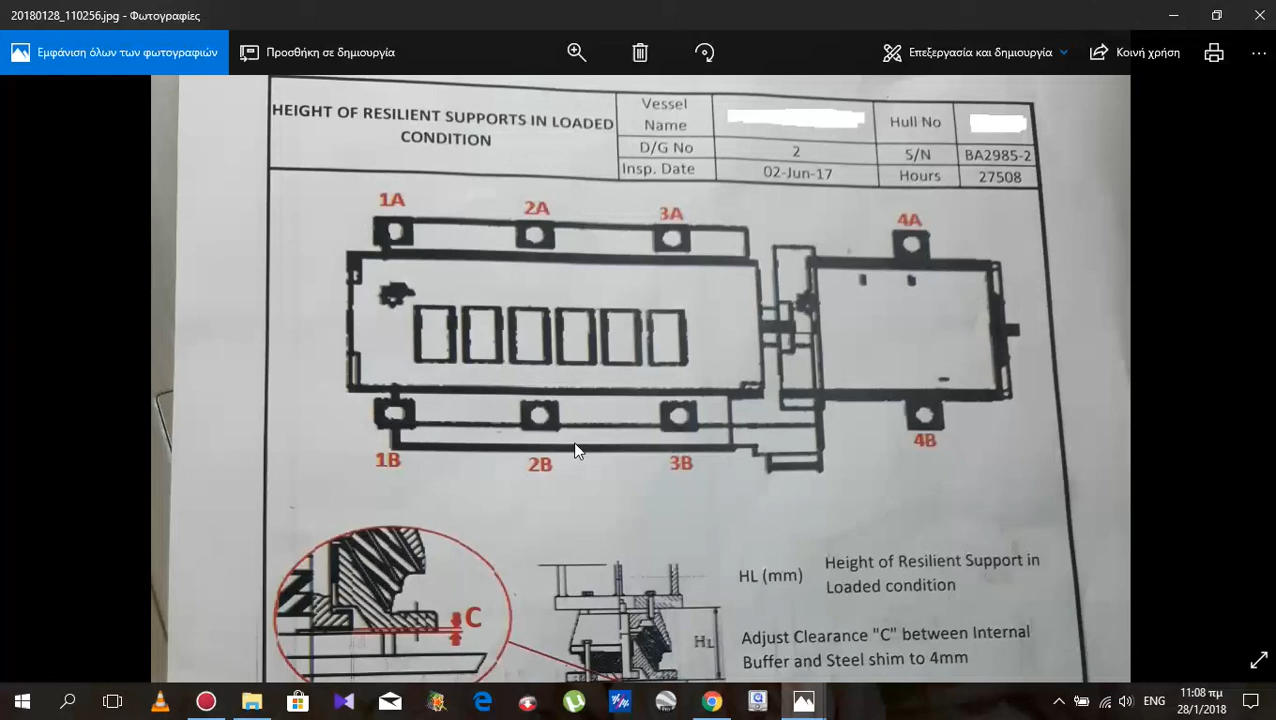 20180128_110256.jpg - Φωτογραφίες
Εμφάνιση όλων των φωτογραφιών
Προσθήκη σε δημιουργία
Επεξεργασία και δημιουργία
Κοινή χρήση
HEIGHT OF RESILIENT SUPPORTS IN LOADED
CONDITION
Vessel
Name
Hull No
D/G No
2
S/N
BA2985-2
Insp. Date
02-Jun-17
Hours
27508
1A
2A
3A
4A
1B
2B
3B
4B
C
HL
HL (mm)
Height of Resilient Support in
Loaded condition
Adjust Clearance "C" between Internal
Buffer and Steel shim to 4mm
ΕΝG
11:08 πμ
28/1/2018